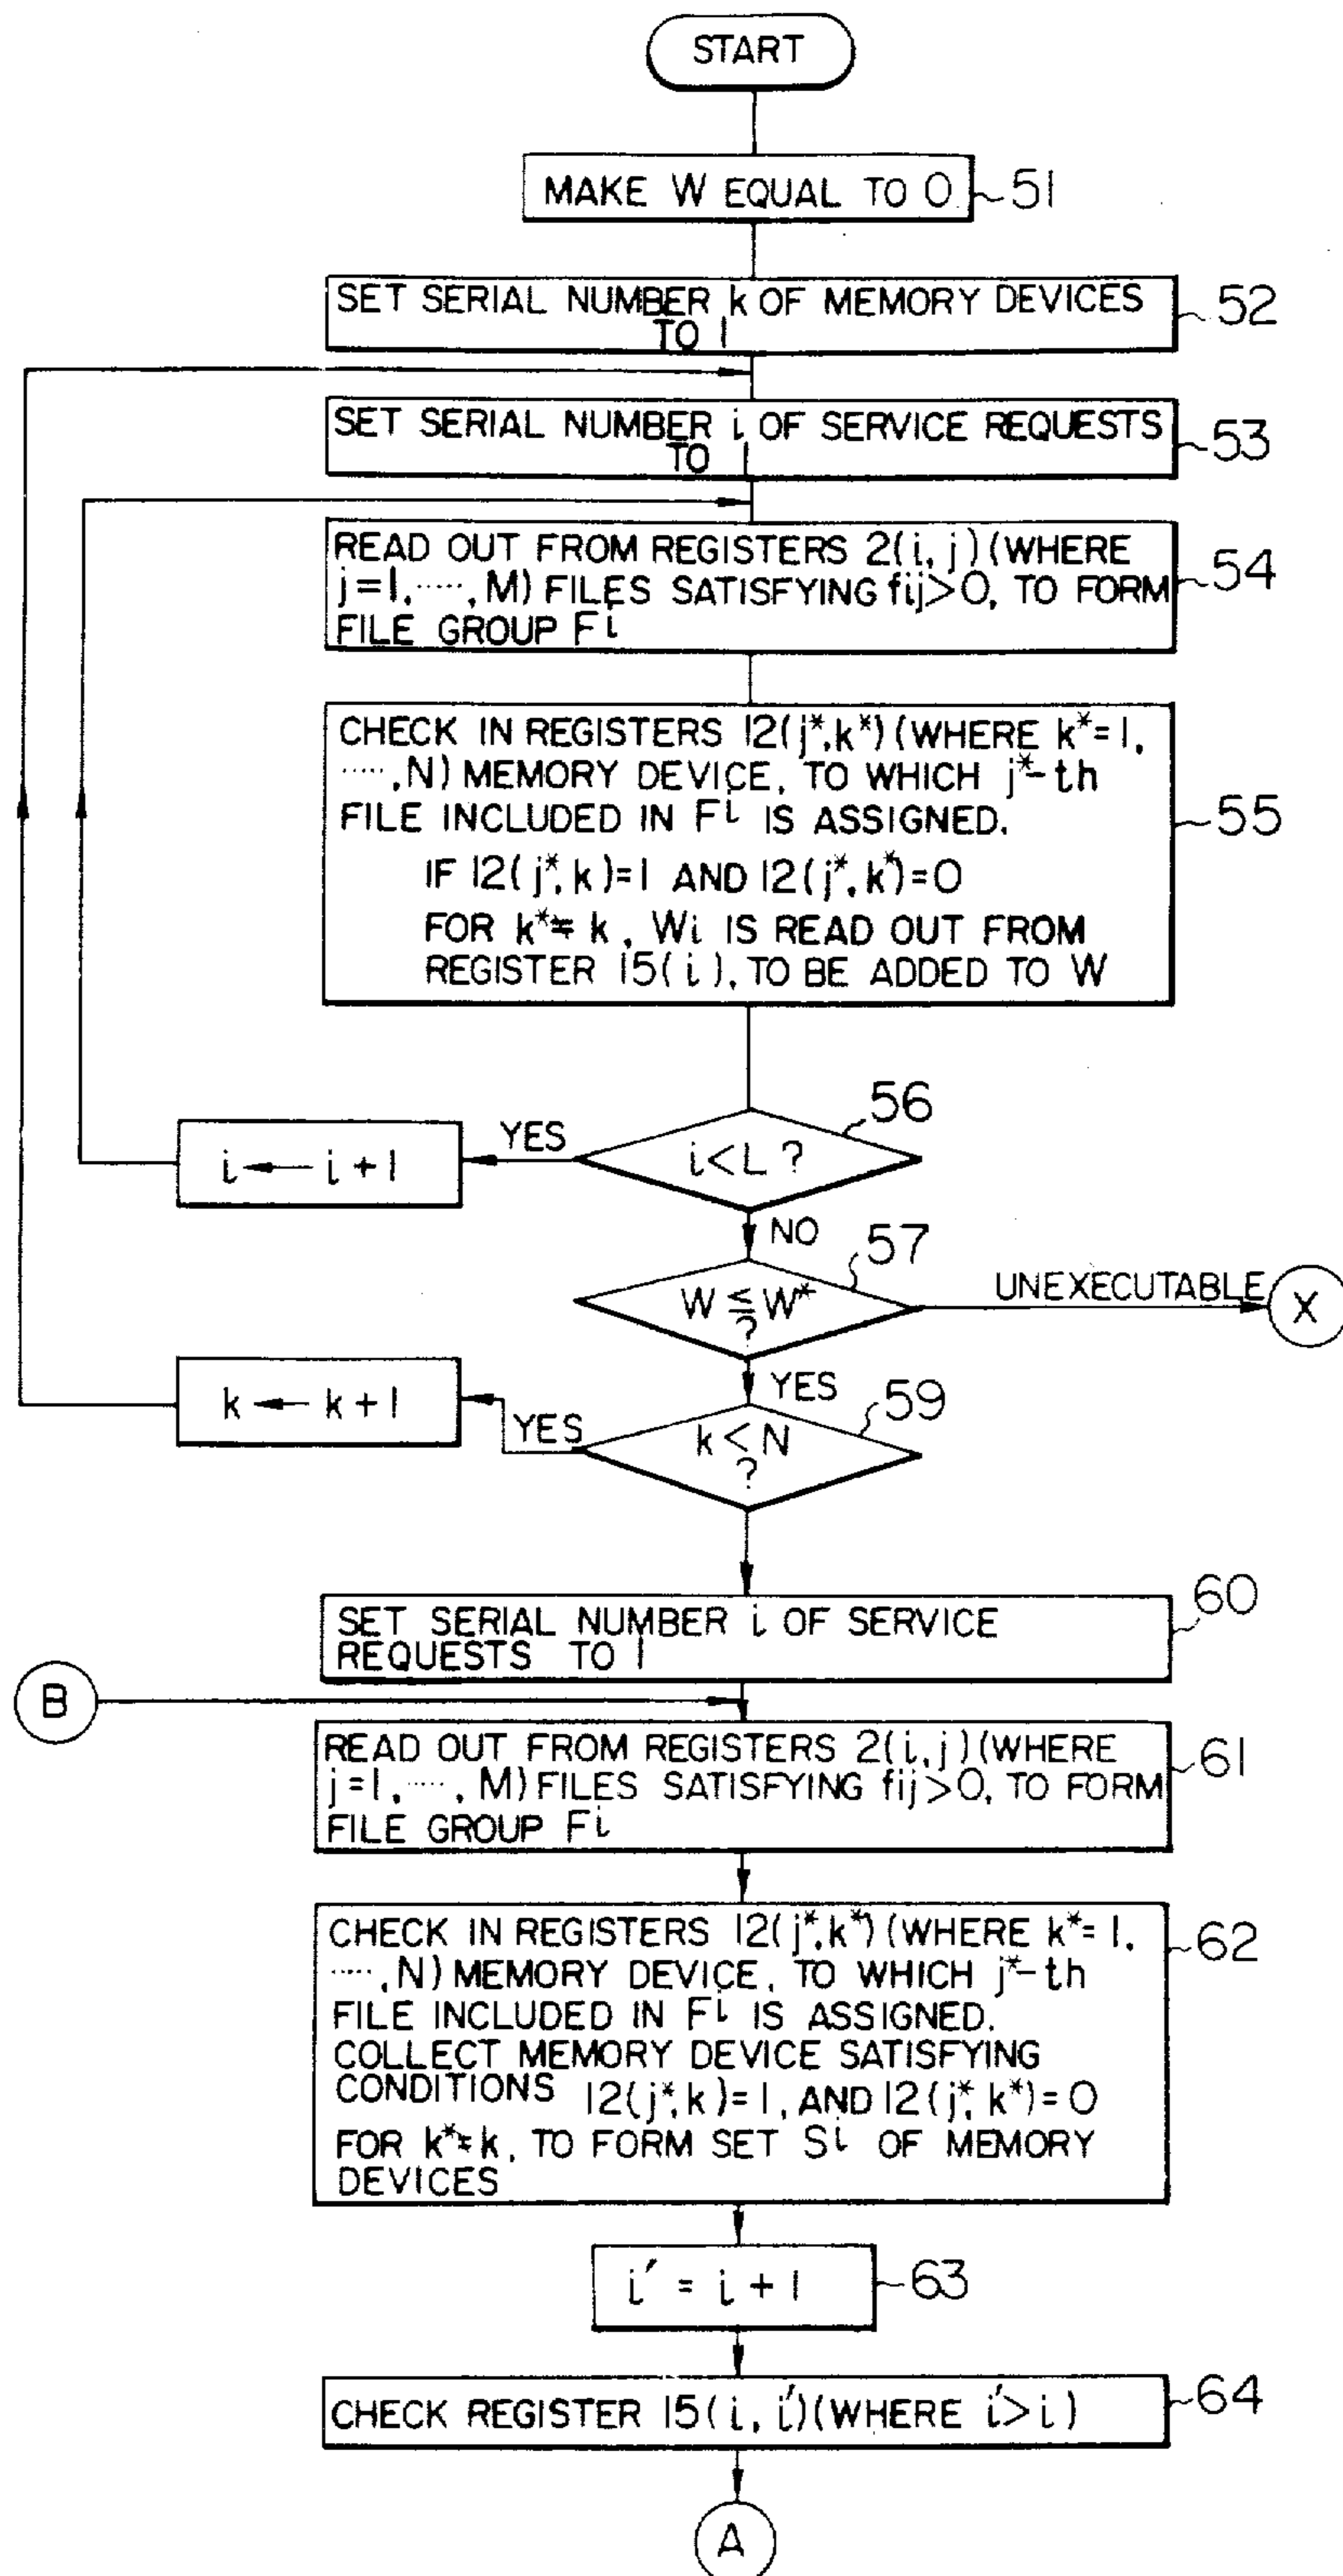 START
MAKE W EQUAL TO 0
51
SET SERIAL NUMBER k OF MEMORY DEVICES
TO 1
52
SET SERIAL NUMBER i OF SERVICE REQUESTS
TO 1
53
READ OUT FROM REGISTERS 2(i, j) (WHERE
j=1, ·····, M) FILES SATISFYING fij>0, TO FORM
FILE GROUP Fi
54
CHECK IN REGISTERS 12(j*,k*) (WHERE k*=1,
·····,N) MEMORY DEVICE, TO WHICH j*-th
FILE INCLUDED IN Fi IS ASSIGNED.
IF 12(j*,k)=1 AND 12(j*,k*)=0
FOR k*≠k, Wi IS READ OUT FROM
REGISTER 15(i), TO BE ADDED TO W
55
56
i ← i+1
YES
i<L ?
NO
57
W ≦ W*
?
UNEXECUTABLE
X
YES
59
k ← k+1
YES
k<N
?
60
SET SERIAL NUMBER i OF SERVICE
REQUESTS TO 1
B
READ OUT FROM REGISTERS 2(i,j) (WHERE
j=1, ·····, M) FILES SATISFYING fij>0, TO FORM
FILE GROUP Fi
61
CHECK IN REGISTERS 12(j*,k*) (WHERE k*=1,
·····,N) MEMORY DEVICE, TO WHICH j*-th
FILE INCLUDED IN Fi IS ASSIGNED.
COLLECT MEMORY DEVICE SATISFYING
CONDITIONS 12(j*,k)=1, AND 12(j*,k*)=0
FOR k*≠k, TO FORM SET Si OF MEMORY
DEVICES
62
i′ = i+1
63
CHECK REGISTER 15(i, i′) (WHERE i′>i)
64
A